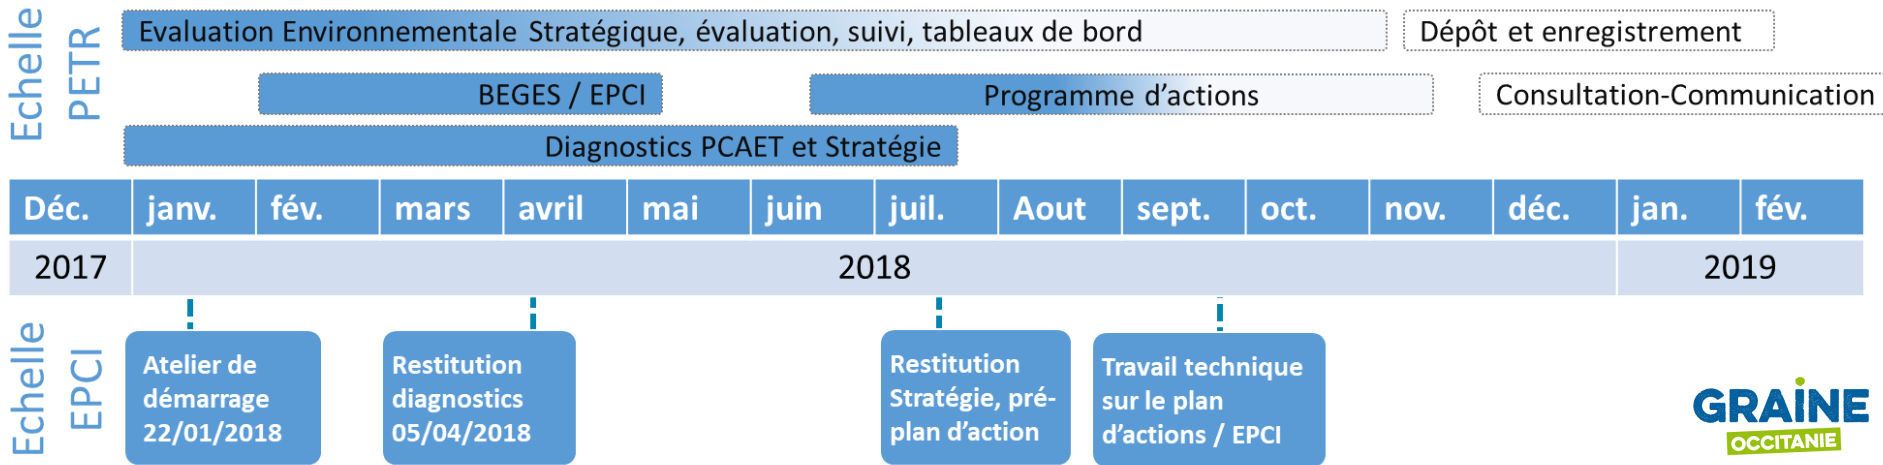 Echelle
PETR
Evaluation Environnementale Stratégique, évaluation, suivi, tableaux de bord
Dépôt et enregistrement
BEGES / EPCI
Programme d’actions
Consultation-Communication
Diagnostics PCAET et Stratégie
Déc. janv. fév. mars avril mai juin juil. Aout sept. oct. nov. déc. jan. fév.
2017 2018 2019
Echelle
EPCI
Atelier de
démarrage
22/01/2018
Restitution
diagnostics
05/04/2018
Restitution
Stratégie, pré-
plan d’action
Travail technique
sur le plan
d’actions / EPCI
GRAiNE
OCCITANIE